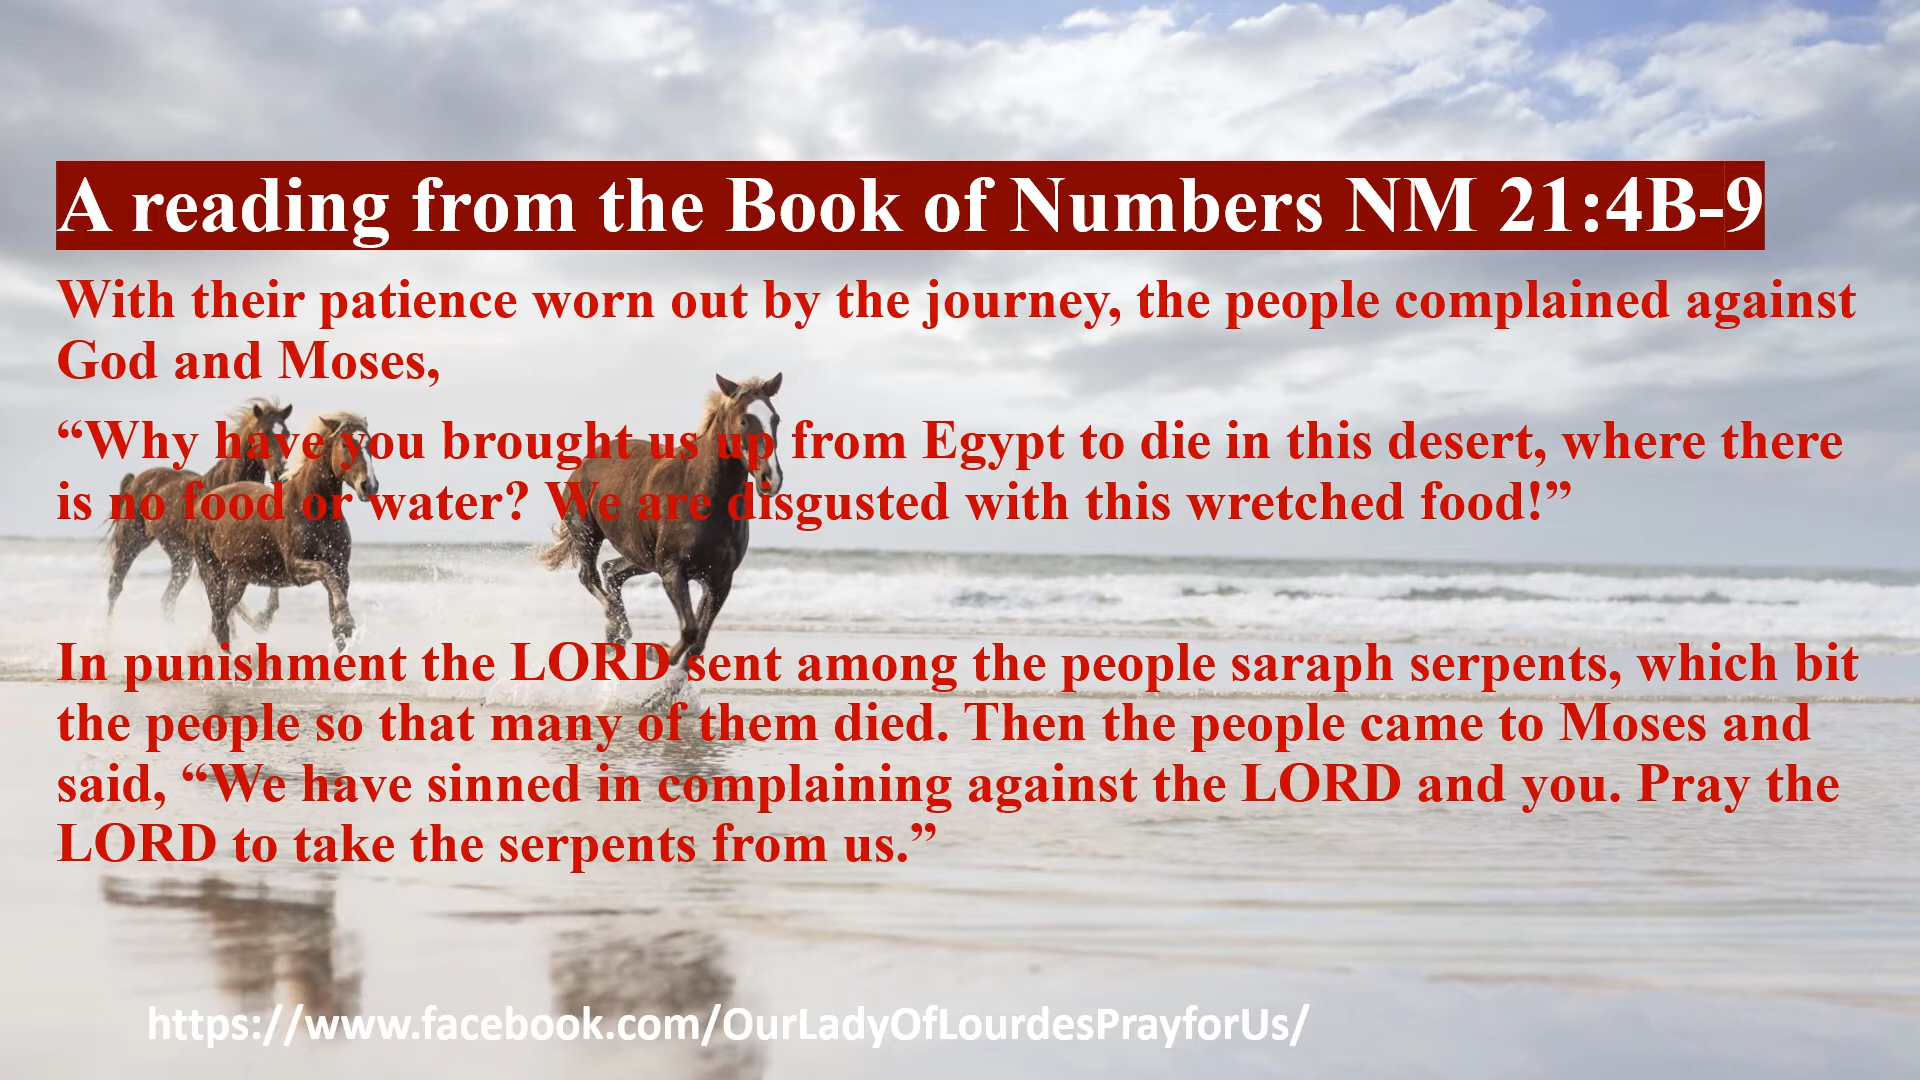 A reading from the Book of Numbers NM 21:4B-9
With their patience worn out by the journey, the people complained against
God and Moses,
“Why have you brought us up from Egypt to die in this desert, where there
is no food or water? We are disgusted with this wretched food!”
In punishment the LORD sent among the people saraph serpents, which bit
the people so that many of them died. Then the people came to Moses and
said, “We have sinned in complaining against the LORD and you. Pray the
LORD to take the serpents from us.”
https://www.facebook.com/OurLadyOfLourdesPrayforUs/